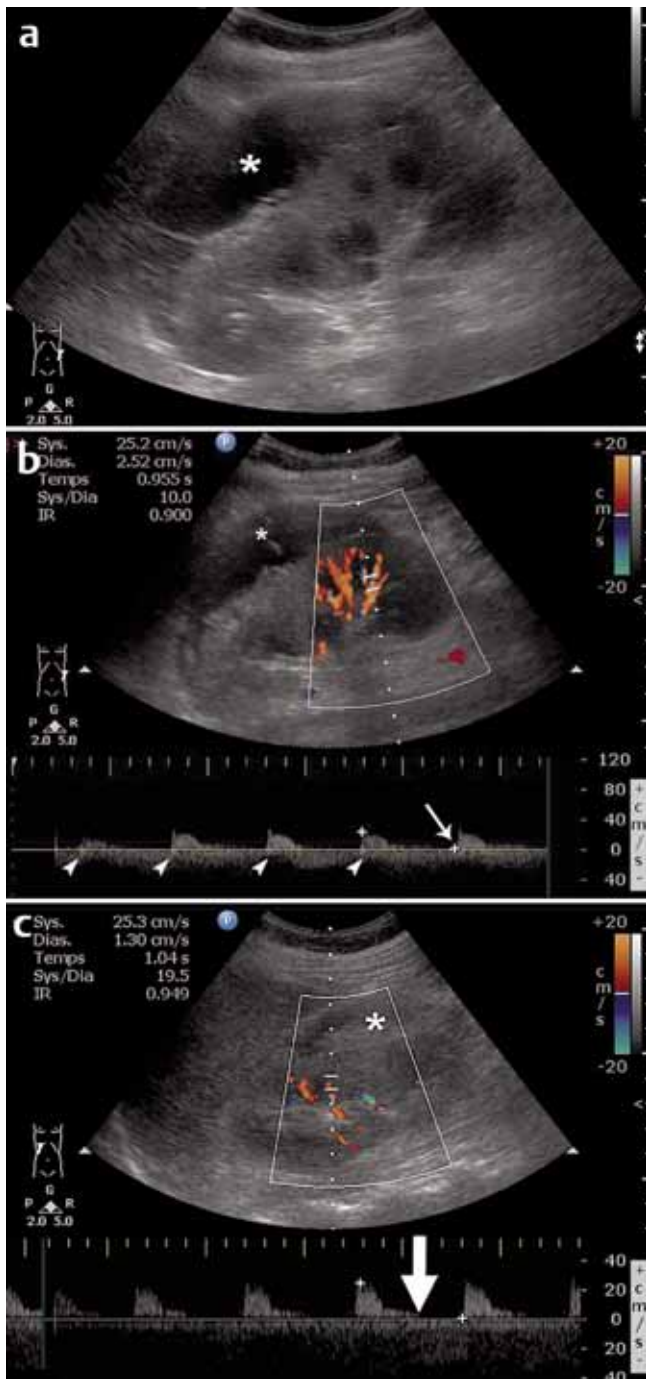 a
*
P R
G
2.0 5.0
b
Sys. 25.2 cm/s
Dias. 2.52 cm/s
Temps 0.955 s
Sys/Dia 10.0
IR 0.900
P
+20
c
m
/
s
-20
<
*
P R
G
2.0 5.0
120
80
40
0
40
+
c
m
/
s
-
c
Sys. 25.3 cm/s
Dias. 1.30 cm/s
Temps 1.04 s
Sys/Dia 19.5
IR 0.949
P
+20
c
m
/
s
-20
<
*
P R
G
2.0 5.0
40
20
0
20
40
+
c
m
/
s
-